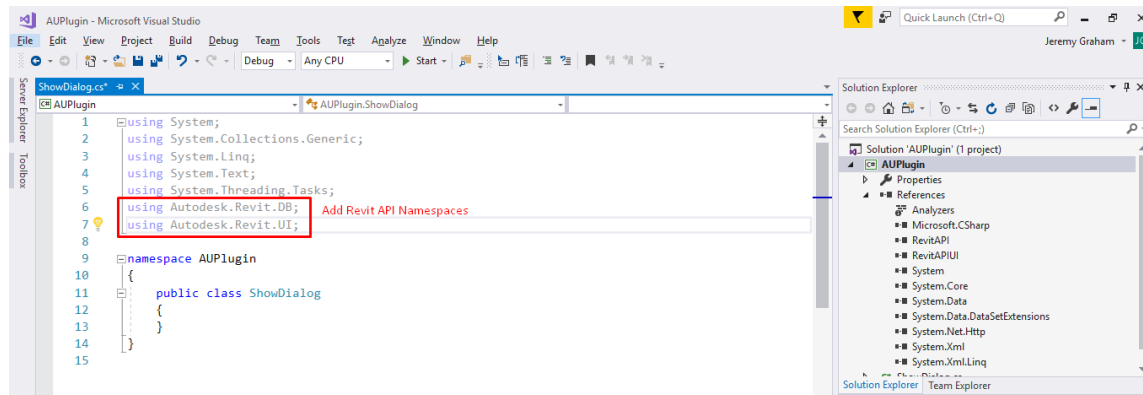 AUPlugin - Microsoft Visual Studio
Quick Launch (Ctrl+Q)
File Edit View Project Build Debug Team Tools Test Analyze Window Help
Jeremy Graham
Debug Any CPU Start
Server Explorer
Toolbox
ShowDialog.cs*
AUPlugin
AUPlugin.ShowDialog
1 using System;
2 using System.Collections.Generic;
3 using System.Linq;
4 using System.Text;
5 using System.Threading.Tasks;
6 using Autodesk.Revit.DB; Add Revit API Namespaces
7 using Autodesk.Revit.UI;
8
9 namespace AUPlugin
10 {
11 public class ShowDialog
12 {
13 }
14 }
15
Solution Explorer
Search Solution Explorer (Ctrl+;)
Solution 'AUPlugin' (1 project)
C# AUPlugin
Properties
References
Analyzers
Microsoft.CSharp
RevitAPI
RevitAPIUI
System
System.Core
System.Data
System.Data.DataSetExtensions
System.Net.Http
System.Xml
System.Xml.Linq
Solution Explorer Team Explorer